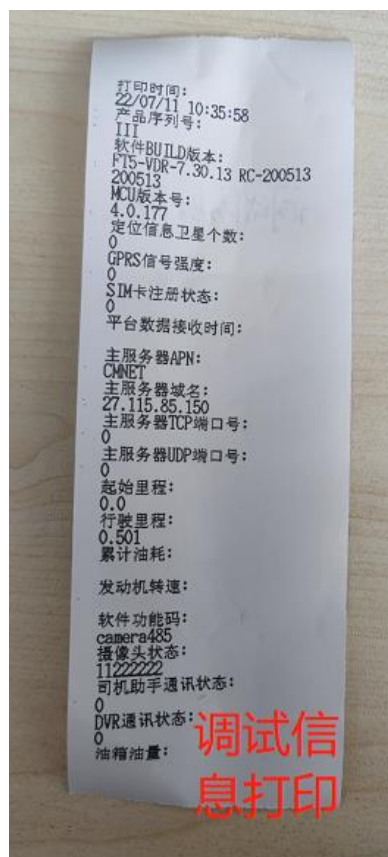 打印时间:
22/07/11 10:35:58
产品序列号:
III
软件BUILD版本:
FT5-VDR-7.30.13 RC-200513
200513
MCU版本号:
4.0.177
定位信息卫星个数:
0
GPRS信号强度:
0
SIM卡注册状态:
0
平台数据接收时间:
主服务器APN:
CMNET
主服务器域名:
27.115.85.150
主服务器TCP端口号:
0
主服务器UDP端口号:
0
起始里程:
0.0
行驶里程:
0.501
累计油耗:
发动机转速:
软件功能码:
camera485
摄像头状态:
11222222
司机助手通讯状态:
0
DVR通讯状态:
0
油箱油量:
调试信
息打印